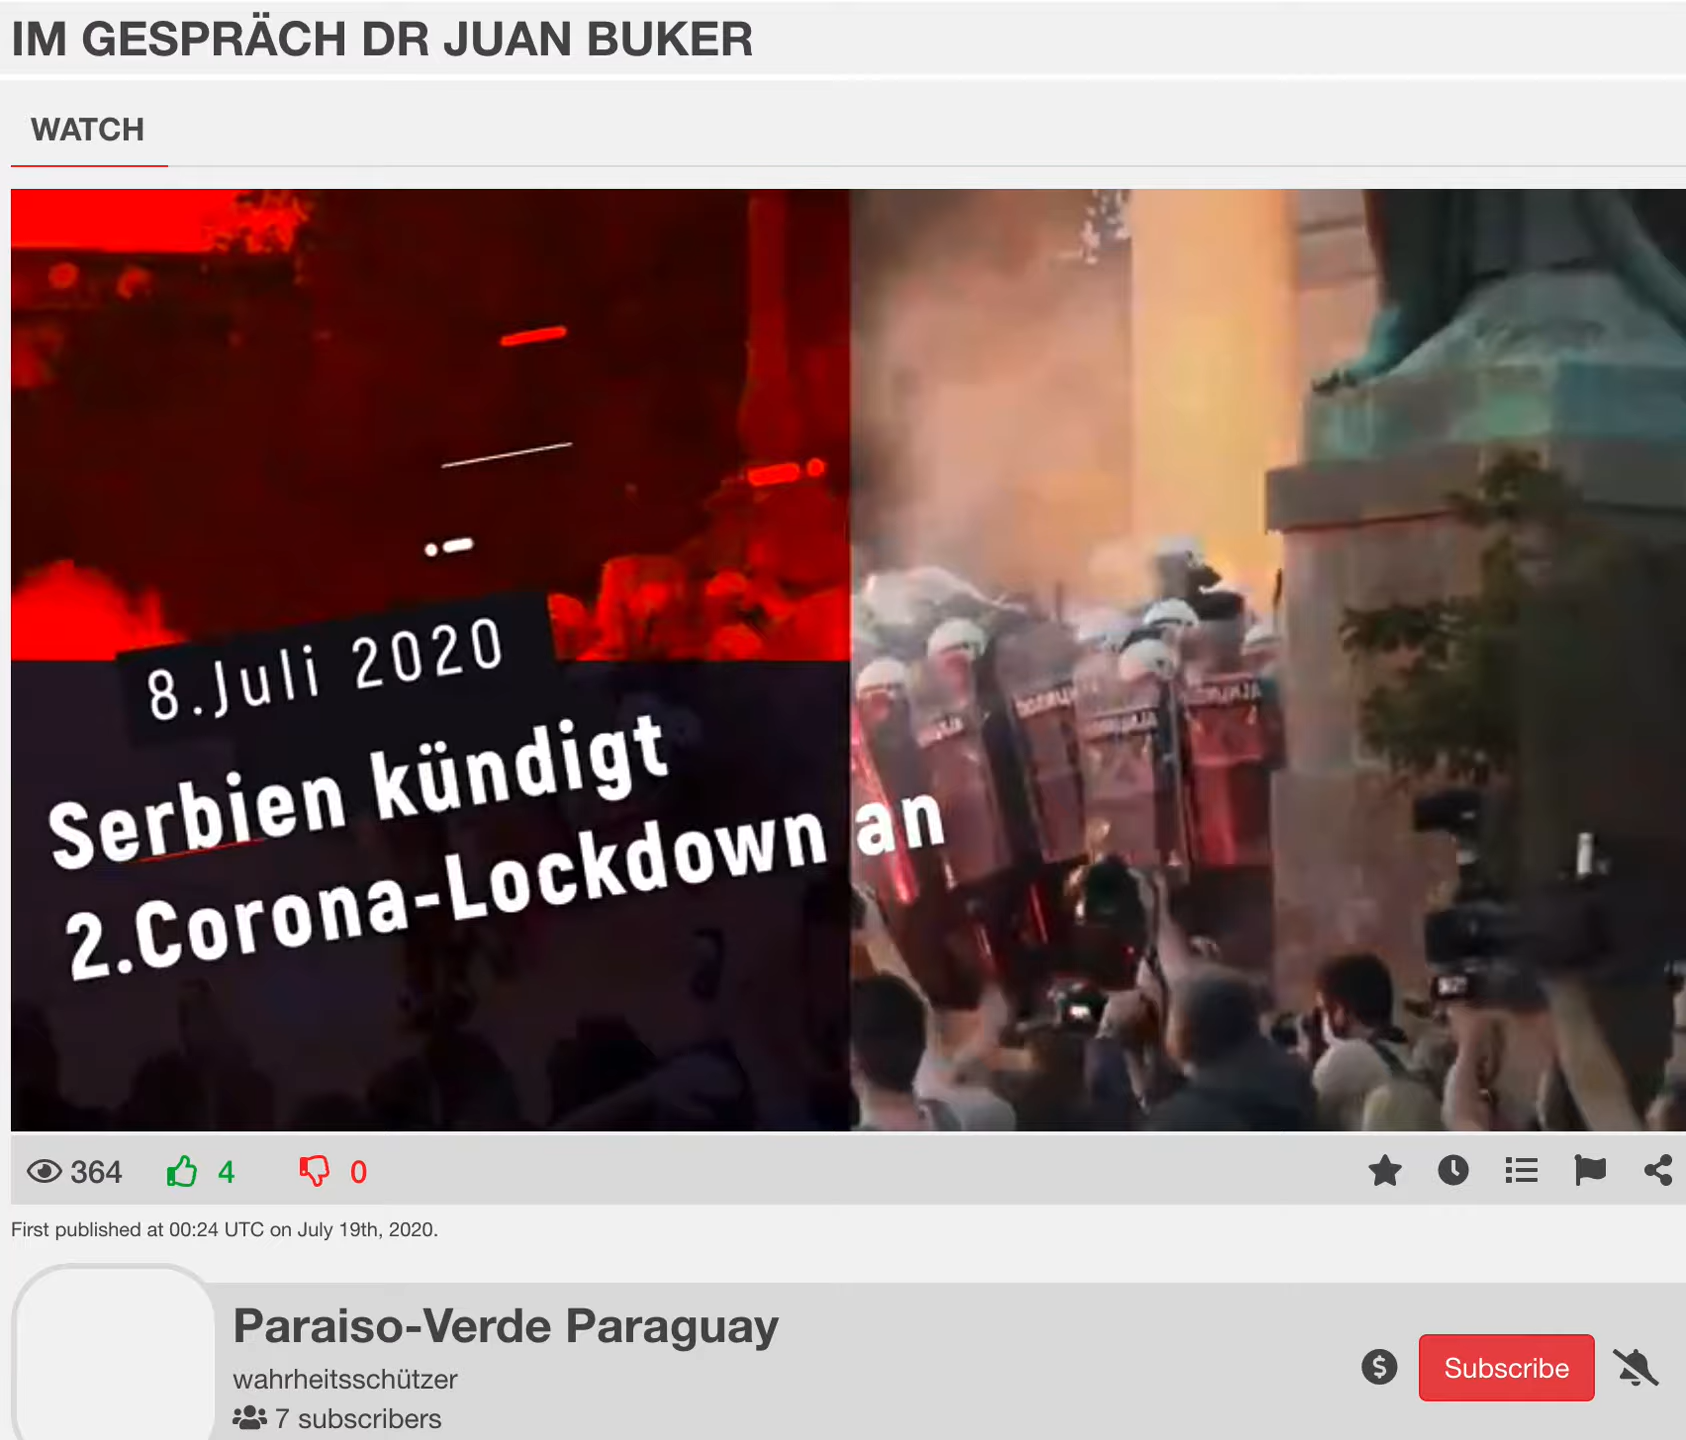 IM GESPRÄCH DR JUAN BUKER
WATCH
8.Juli 2020
Serbien kündigt
2.Corona-Lockdown an
364
4
0
First published at 00:24 UTC on July 19th, 2020.
Paraiso-Verde Paraguay
wahrheitsschützer
7 subscribers
Subscribe